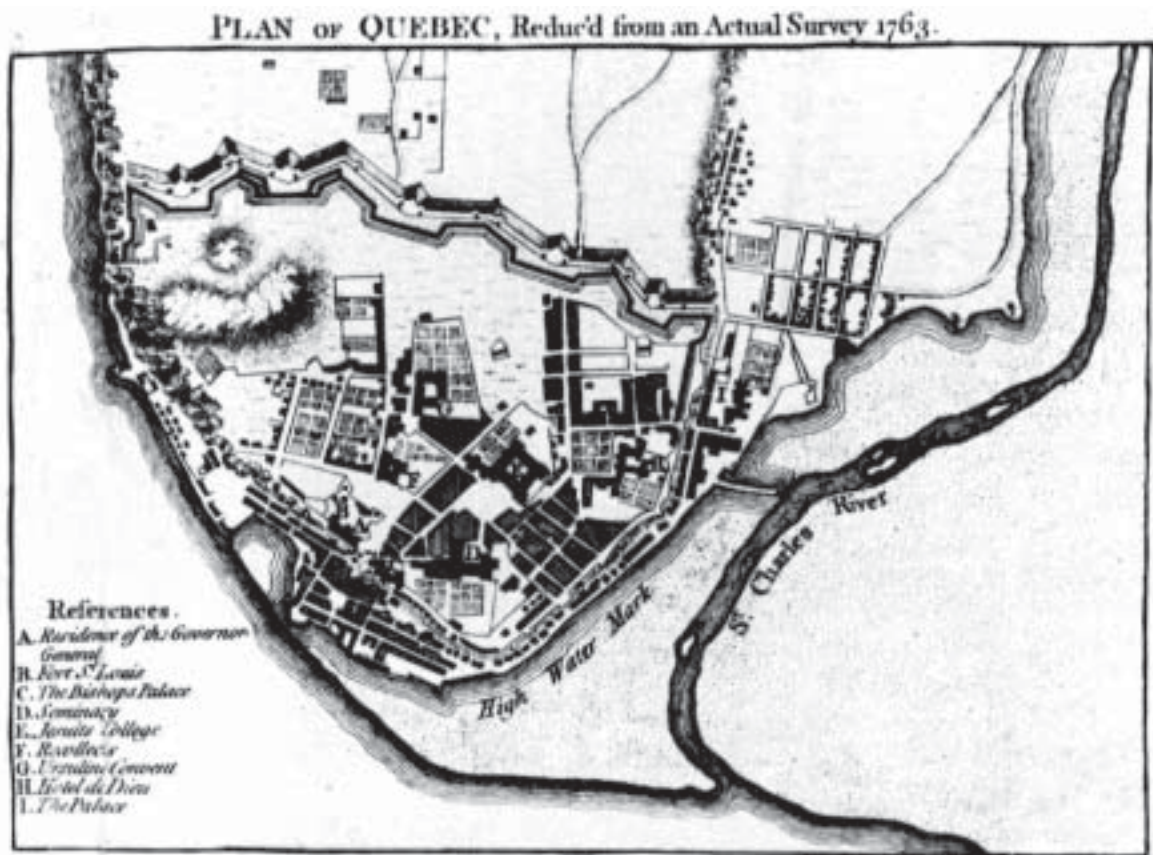 PLAN OF QUEBEC, Reduc'd from an Actual Survey 1763.
St. Charles River
High Water Mark
References.
A. Residence of the Governor
General
B. Fort St Louis
C. The Bishops Palace
D. Seminary
E. Jesuits College
F. Recollects
G. Ursuline Convent
H. Hotel de Dieu
I. The Palace